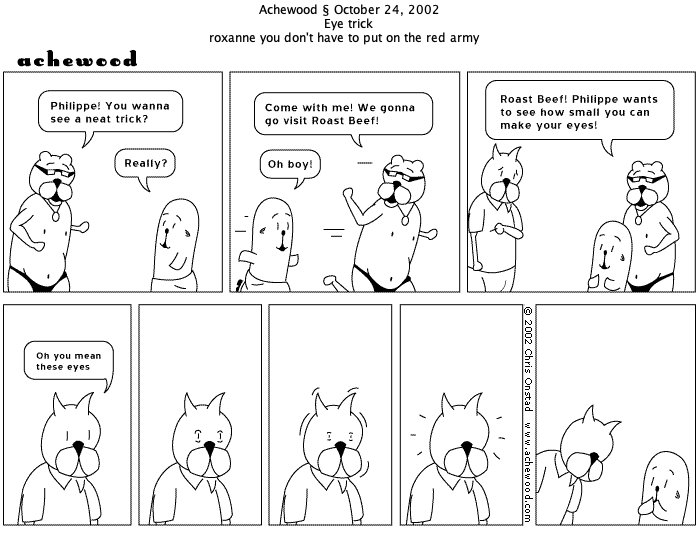 Achewood § October 24, 2002
Eye trick
roxanne you don't have to put on the red army
achewood
Philippe! You wanna
see a neat trick?
Really?
Come with me! We gonna
go visit Roast Beef!
Oh boy!
Roast Beef! Philippe wants
to see how small you can
make your eyes!
Oh you mean
these eyes
© 2002 Chris Onstad www.achewood.com